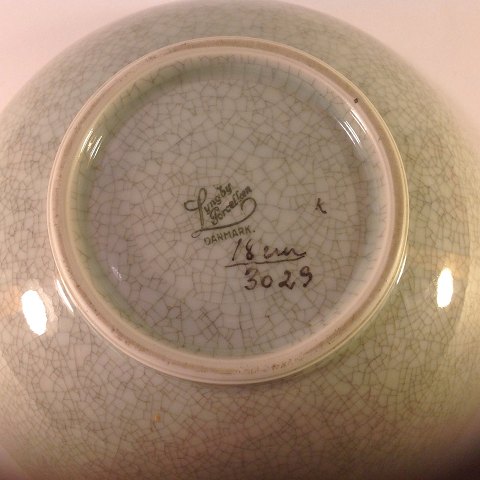 Lyngby
Porcelæn
DANMARK.
k
18 cm
3029